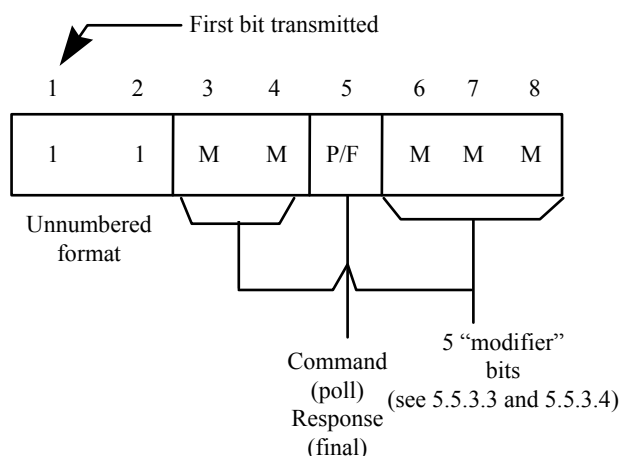 First bit transmitted
1 2 3 4 5 6 7 8
1 1 M M P/F M M M
Unnumbered
format
Command
(poll)
Response
(final)
5 “modifier”
bits
(see 5.5.3.3 and 5.5.3.4)